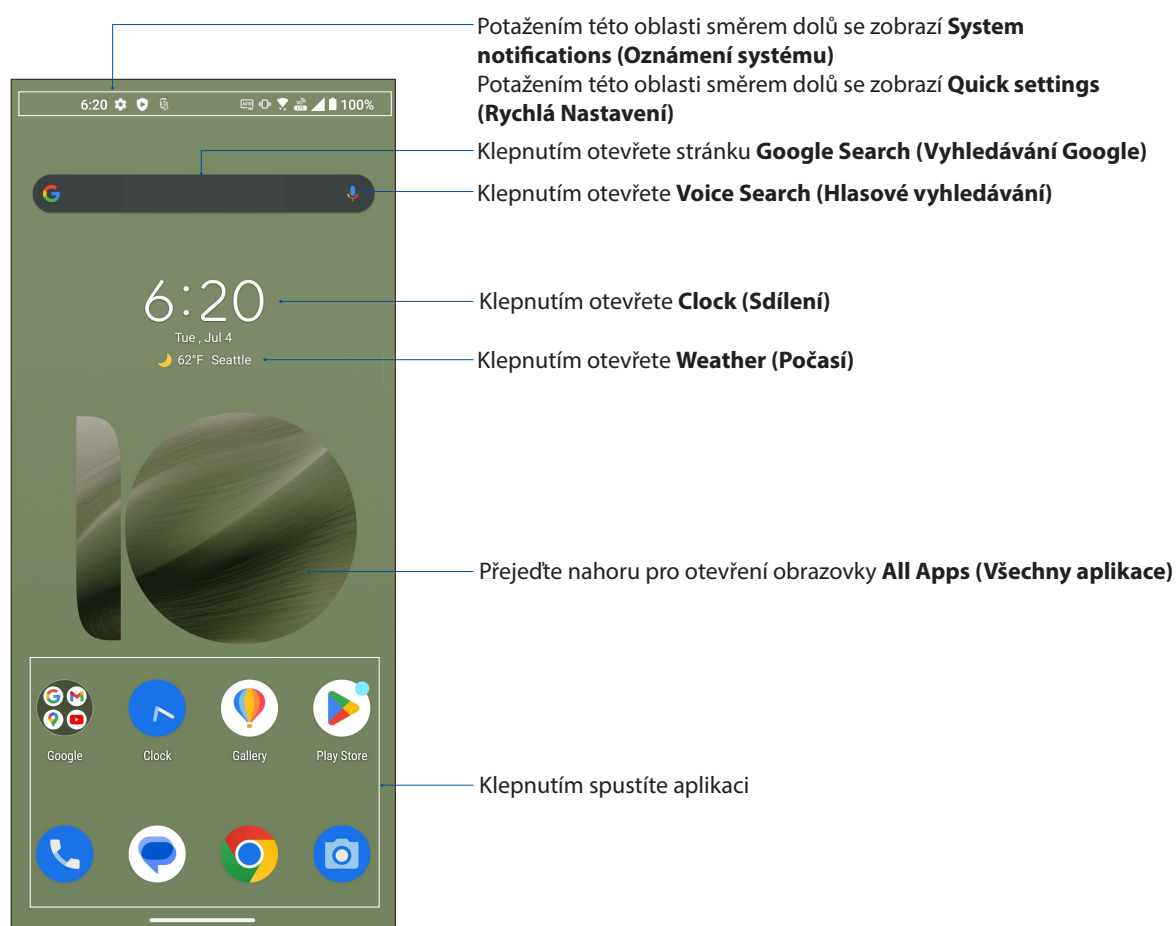 Potažením této oblasti směrem dolů se zobrazí System
notifications (Oznámení systému)
Potažením této oblasti směrem dolů se zobrazí Quick settings
(Rychlá Nastavení)
6:20 100%
Klepnutím otevřete stránku Google Search (Vyhledávání Google)
Klepnutím otevřete Voice Search (Hlasové vyhledávání)
6:20
Klepnutím otevřete Clock (Sdílení)
Tue , Jul 4
62°F Seattle
Klepnutím otevřete Weather (Počasí)
10
Přejeďte nahoru pro otevření obrazovky All Apps (Všechny aplikace)
Google Clock Gallery Play Store
Klepnutím spustíte aplikaci